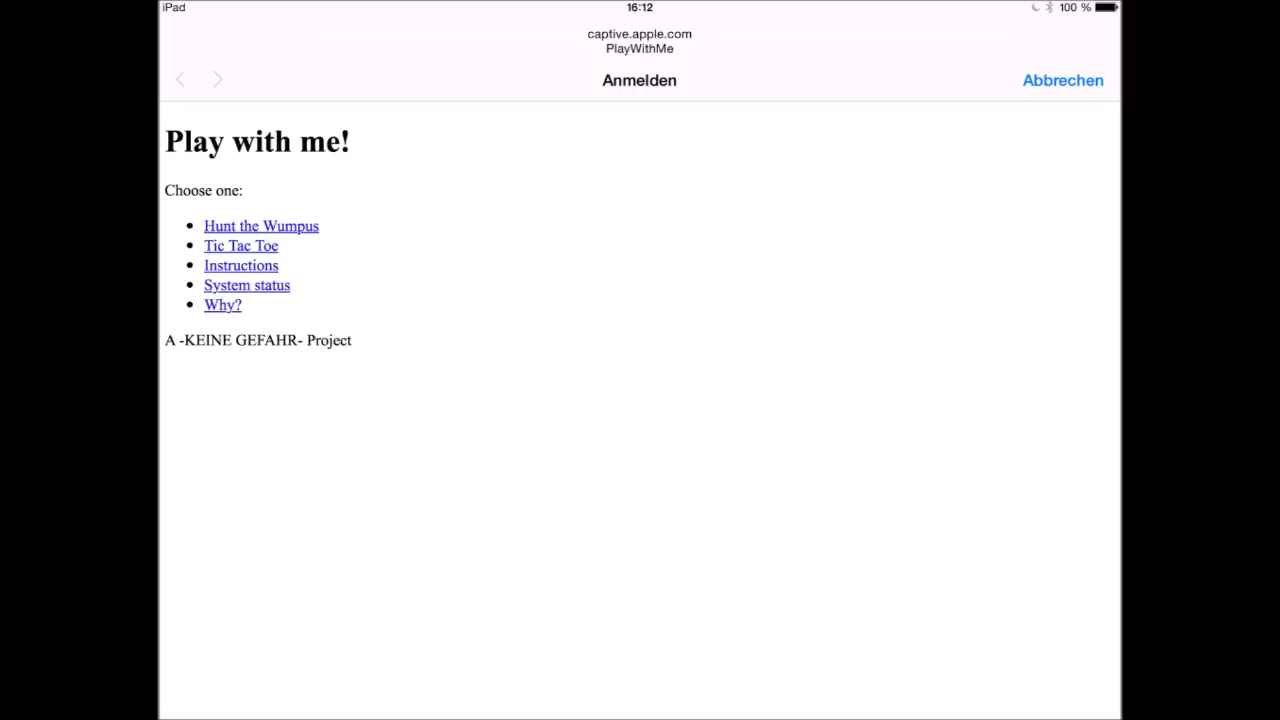 iPad 16:12 100 %
captive.apple.com
PlayWithMe
Anmelden Abbrechen
Play with me!
Choose one:
Hunt the Wumpus
Tic Tac Toe
Instructions
System status
Why?
A -KEINE GEFAHR- Project